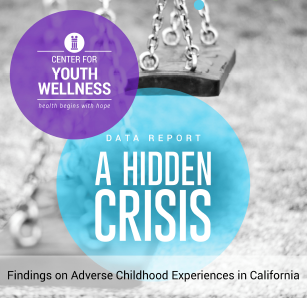 CENTER FOR
YOUTH
WELLNESS
health begins with hope
DATA REPORT
A HIDDEN
CRISIS
Findings on Adverse Childhood Experiences in California